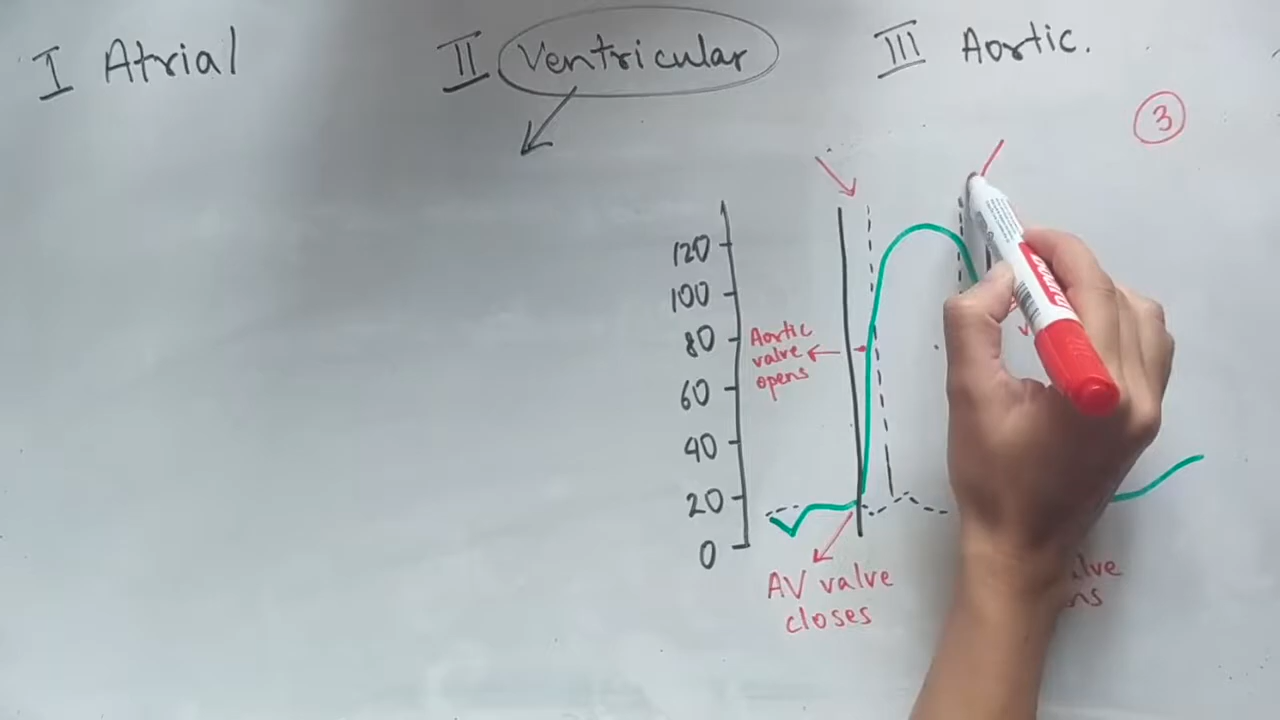 I Atrial
II Ventricular
III Aortic.
3
120
100
80
60
40
20
0
Aortic
valve
opens
AV valve
closes